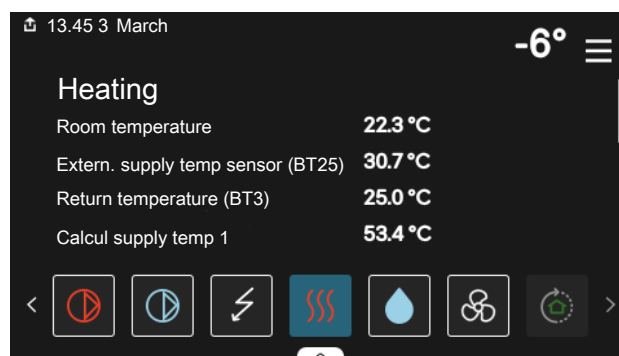 13.45 3 March
-6°
Heating
Room temperature 22.3 °C
Extern. supply temp sensor (BT25) 30.7 °C
Return temperature (BT3) 25.0 °C
Calcul supply temp 1 53.4 °C